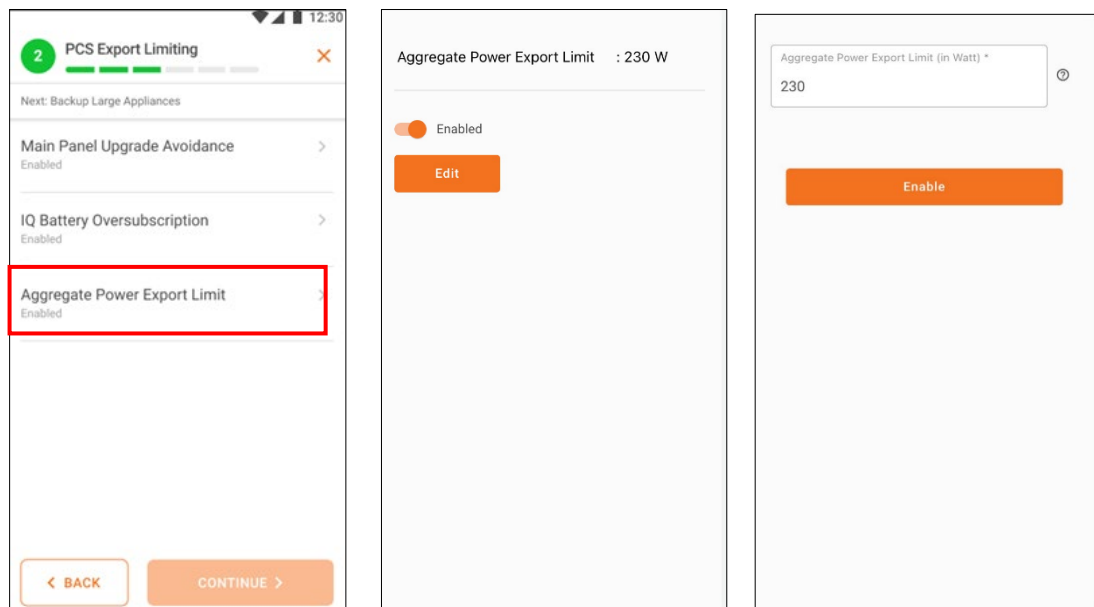 12:30
2
PCS Export Limiting
Next: Backup Large Appliances
Main Panel Upgrade Avoidance
Enabled
IQ Battery Oversubscription
Enabled
Aggregate Power Export Limit
Enabled
< BACK
CONTINUE >
Aggregate Power Export Limit : 230 W
Enabled
Edit
Aggregate Power Export Limit (in Watt) *
230
Enable